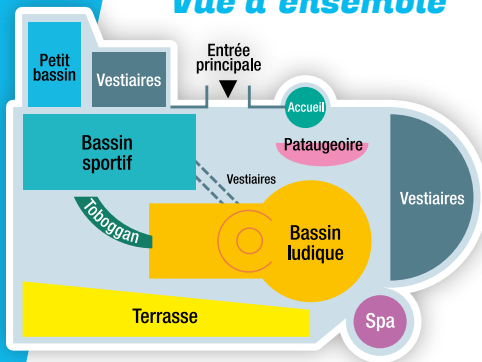 Vue d'ensemble
Petit
bassin
Vestiaires
Entrée
principale
Accueil
Bassin
sportif
Pataugeoire
Vestiaires
Vestiaires
Toboggan
Bassin
ludique
Terrasse
Spa